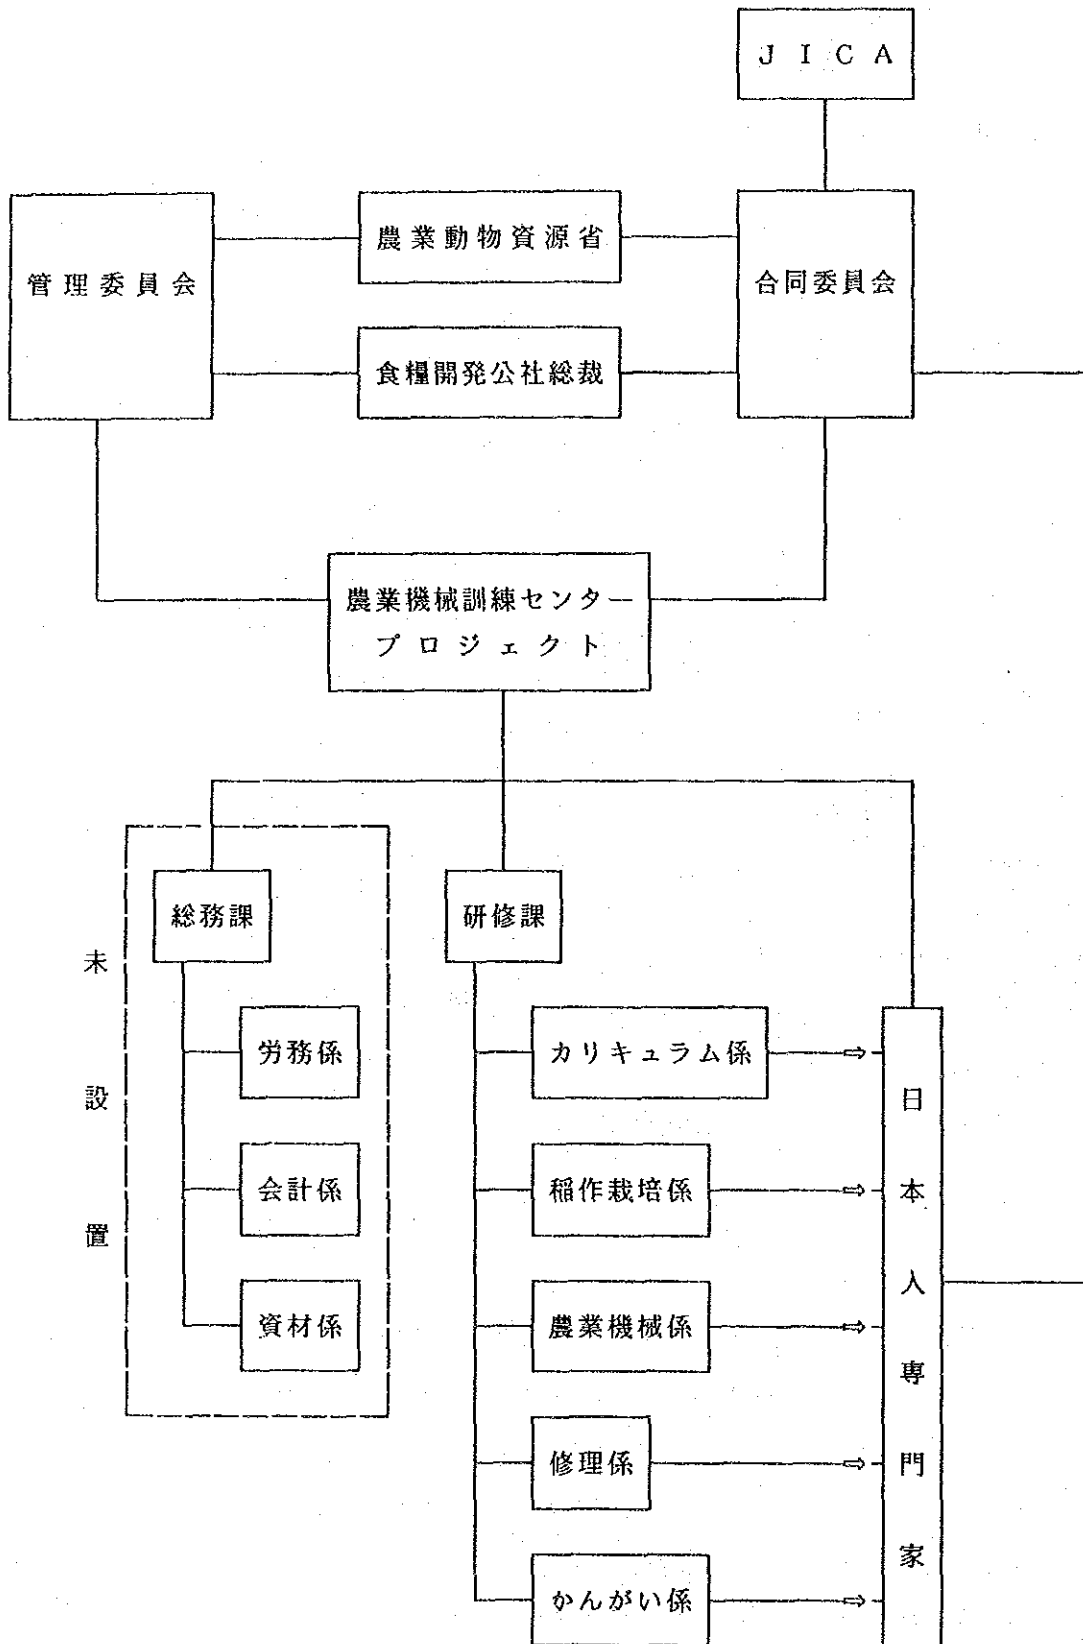 JICA
農業動物資源省
管理委員会
合同委員会
食糧開発公社総裁
農業機械訓練センター
プロジェクト
総務課
研修課
未設置
労務係
カリキュラム係
会計係
稲作栽培係
資材係
農業機械係
修理係
かんがい係
日本人専門家